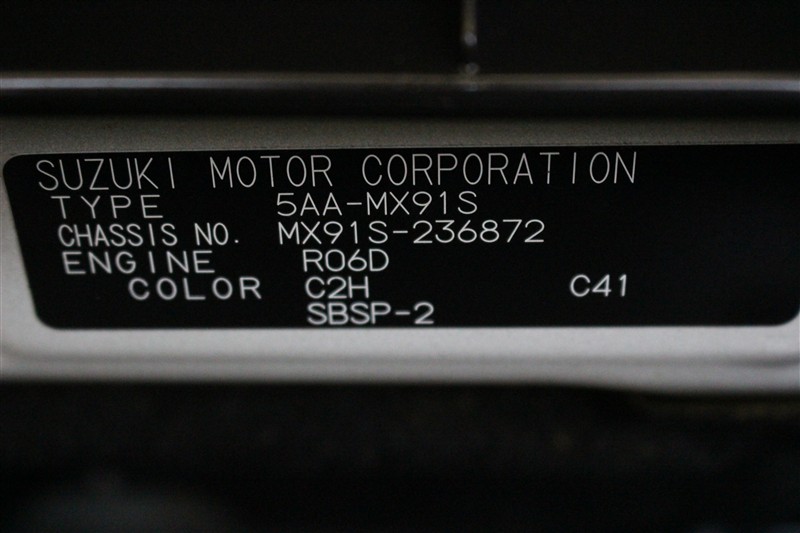 SUZUKI MOTOR CORPORATION
TYPE 5AA-MX91S
CHASSIS NO. MX91S-236872
ENGINE R06D
COLOR C2H C41
SBSP-2